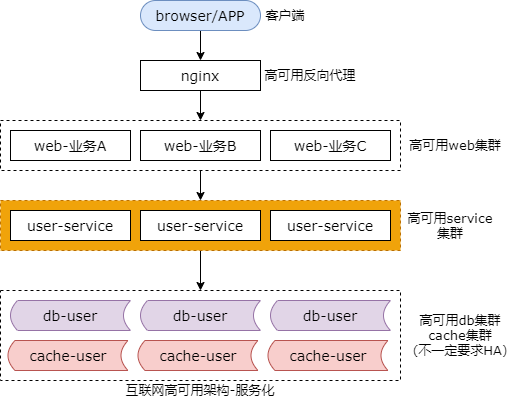 browser/APP
客户端
nginx
高可用反向代理
web-业务A
web-业务B
web-业务C
高可用web集群
user-service
user-service
user-service
高可用service
集群
db-user
db-user
db-user
cache-user
cache-user
cache-user
高可用db集群
cache集群
（不一定要求HA）
互联网高可用架构-服务化